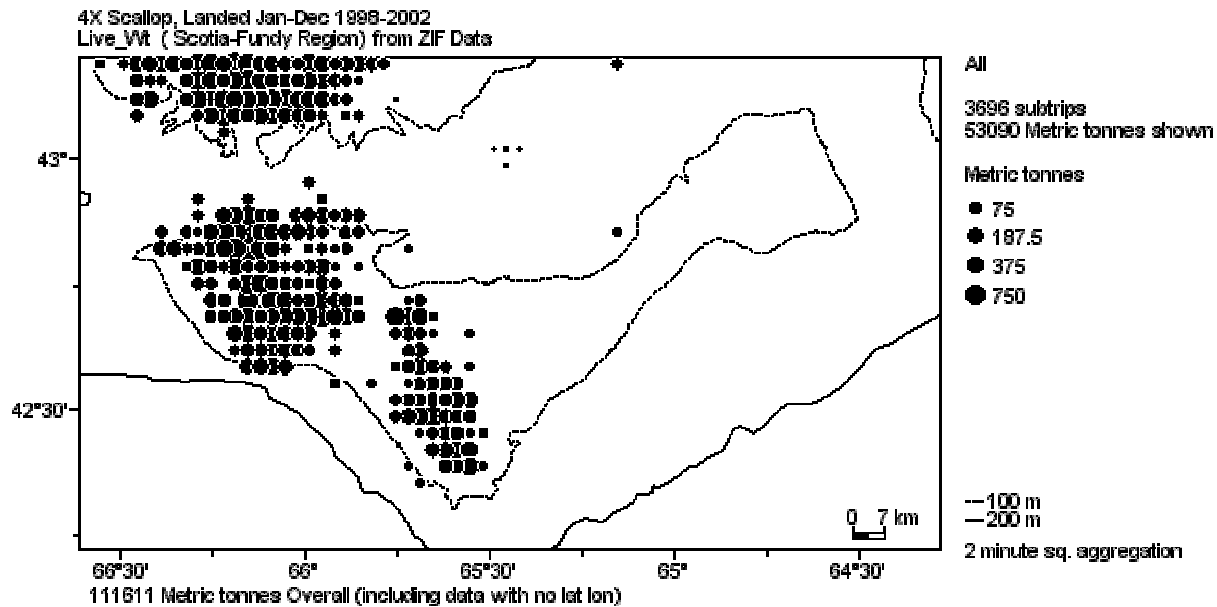 4X Scallop, Landed Jan-Dec 1998-2002
Live_Wt ( Scotia-Fundy Region) from ZIF Data
All
3696 subtrips
53090 Metric tonnes shown
43°
Metric tonnes
75
187.5
375
750
42°30'
0 7 km
---100 m
—200 m
2 minute sq. aggregation
66°30' 66° 65°30' 65° 64°30'
111611 Metric tonnes Overall (including data with no lat lon)